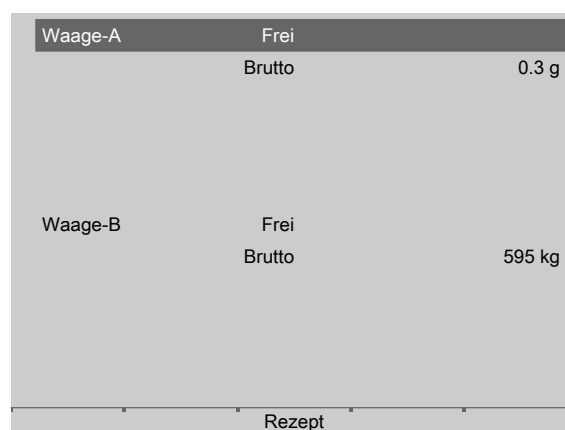 Waage-A Frei
Brutto 0.3 g
Waage-B Frei
Brutto 595 kg
Rezept